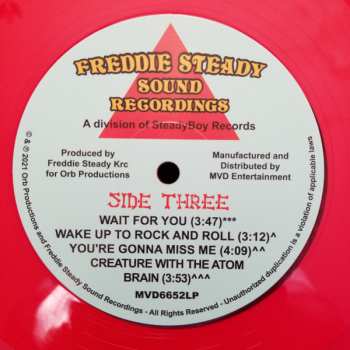 FREDDIE STEADY
SOUND
RECORDINGS
A division of SteadyBoy Records
Produced by
Freddie Steady Krc
for Orb Productions
Manufactured and
Distributed by
MVD Entertainment
SIDE THREE
WAIT FOR YOU (3:47)***
WAKE UP TO ROCK AND ROLL (3:12)^
YOU'RE GONNA MISS ME (4:09)^^
CREATURE WITH THE ATOM
BRAIN (3:53)^^^
MVD6652LP
© & ℗ 2021 Orb Productions and Freddie Steady Sound Recordings - All Rights Reserved - Unauthorized duplication is a violation of applicable laws